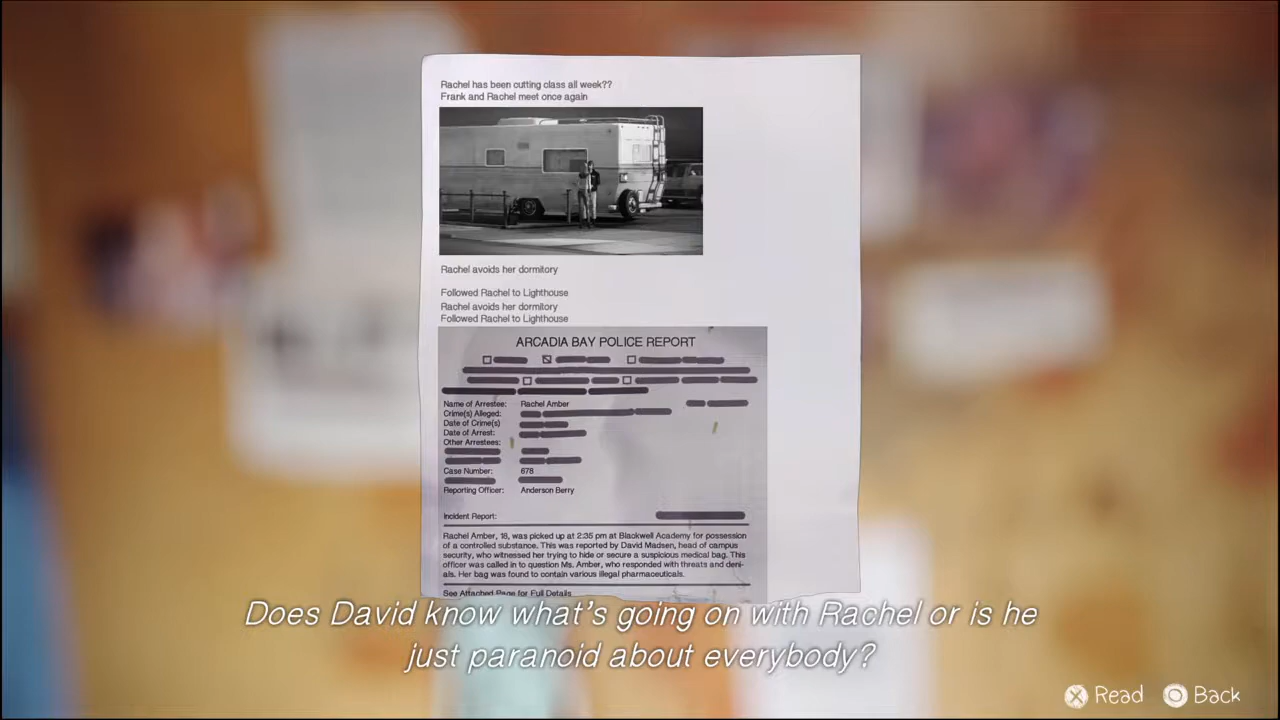 Rachel has been cutting class all week??
Frank and Rachel meet once again
Rachel avoids her dormitory
Followed Rachel to Lighthouse
Rachel avoids her dormitory
Followed Rachel to Lighthouse
ARCADIA BAY POLICE REPORT
Name of Arrestee: Rachel Amber
Crime(s) Alleged:
Date of Crime(s)
Date of Arrest:
Other Arrestees:
Case Number: 678
Reporting Officer: Anderson Berry
Incident Report:
Rachel Amber, 18, was picked up at 2:35 pm at Blackwell Academy for possession
of a controlled substance. This was reported by David Madsen, head of campus
security, who witnessed her trying to hide or secure a suspicious medical bag. This
officer was called in to question Ms. Amber, who responded with threats and deni-
als. Her bag was found to contain various illegal pharmaceuticals.
See Attached Page for Full Details
Does David know what's going on with Rachel or is he
just paranoid about everybody?
Read Back